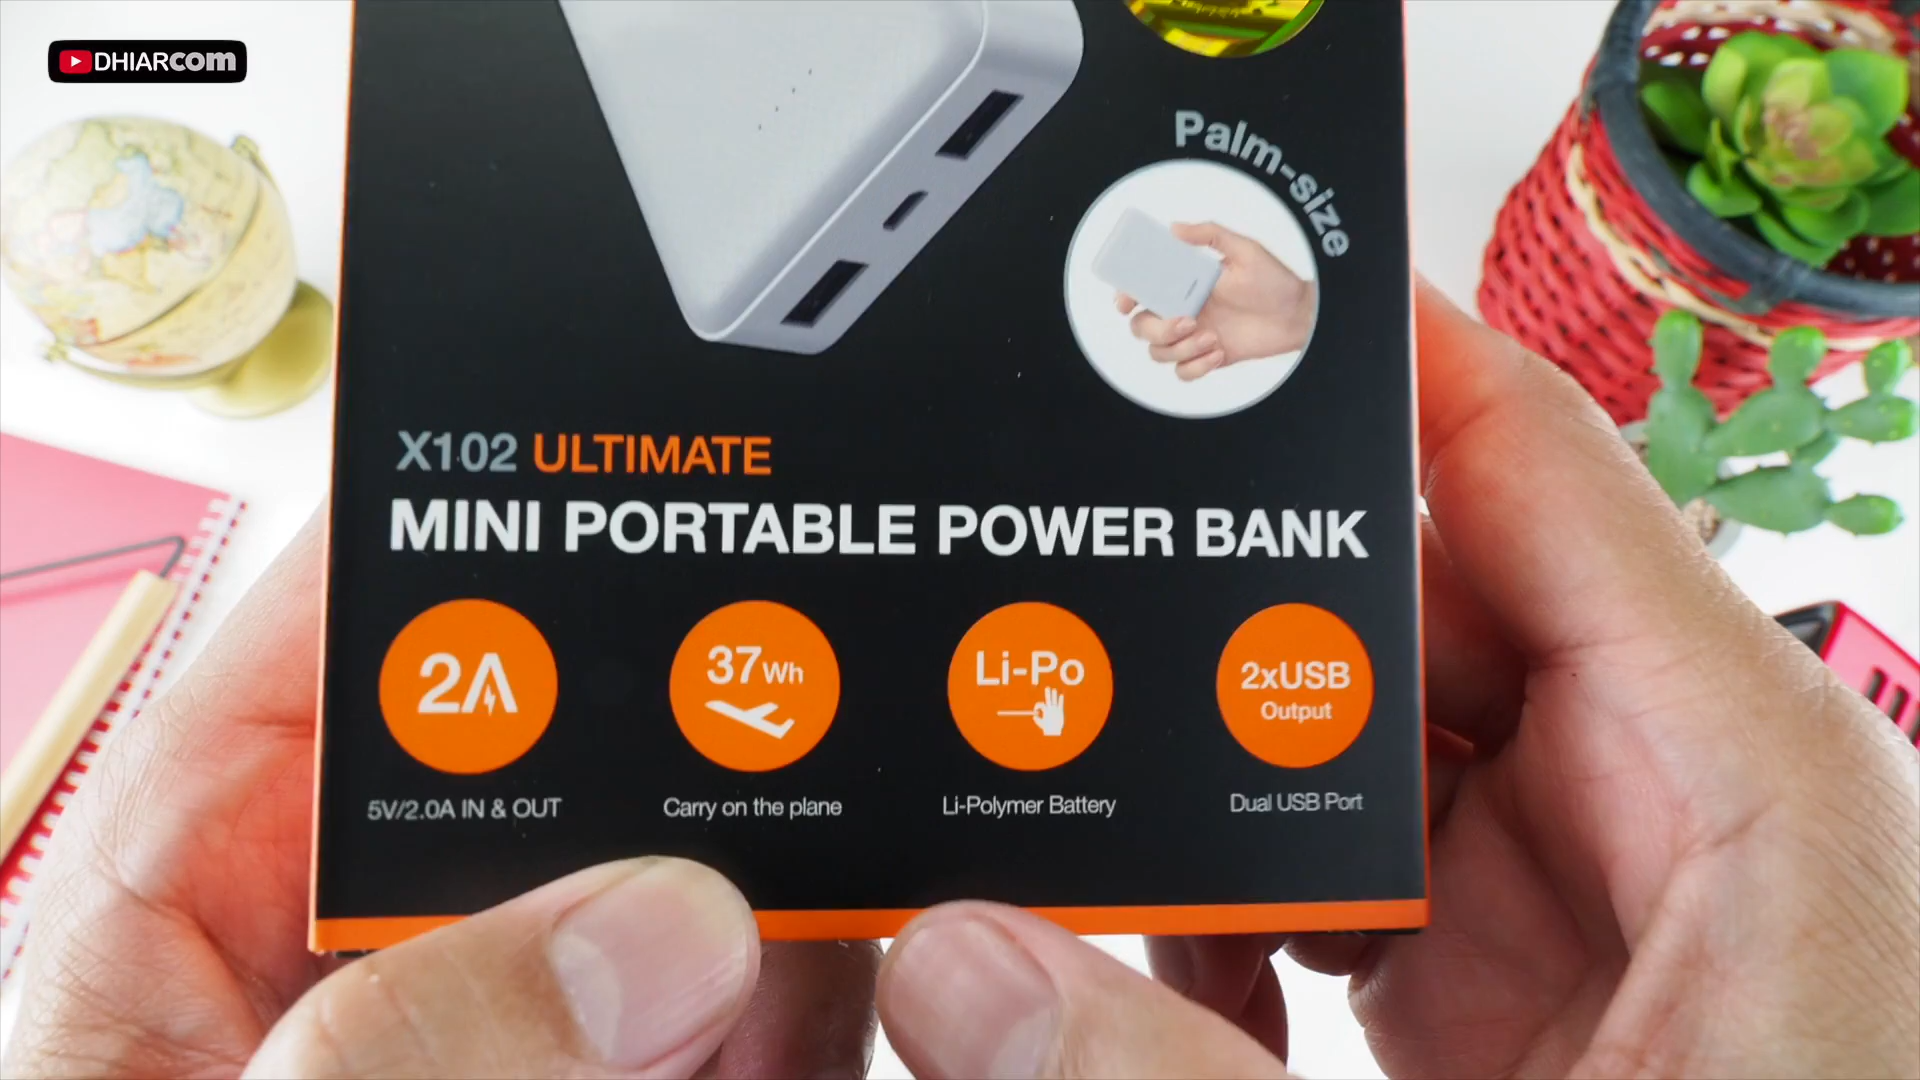 DHIARCOM
Palm-size
X102 ULTIMATE
MINI PORTABLE POWER BANK
2A
37Wh
Li-Po
2xUSB
Output
5V/2.0A IN & OUT
Carry on the plane
Li-Polymer Battery
Dual USB Port